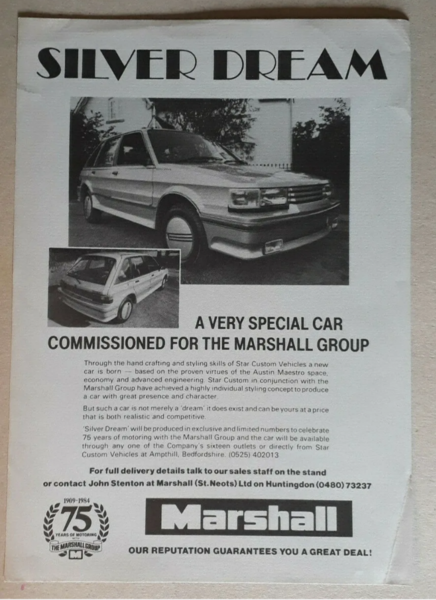 SILVER DREAM
A VERY SPECIAL CAR
COMMISSIONED FOR THE MARSHALL GROUP
Through the hand crafting and styling skills of Star Custom Vehicles a new
car is born — based on the proven virtues of the Austin Maestro space,
economy and advanced engineering. Star Custom in conjunction with the
Marshall Group have achieved a highly individual styling concept to produce
a car with great presence and character.
But such a car is not merely a 'dream' it does exist and can be yours at a price
that is both realistic and competitive.
'Silver Dream' will be produced in exclusive and limited numbers to celebrate
75 years of motoring with the Marshall Group and the car will be available
through any one of the Company's sixteen outlets or directly from Star
Custom Vehicles at Ampthill, Bedfordshire. (0525) 402013
For full delivery details talk to our sales staff on the stand
or contact John Stenton at Marshall (St. Neots) Ltd on Huntingdon (0480) 73237
1909-1984
75
YEARS OF MOTORING
WITH
THE MARSHALL GROUP
M
Marshall
OUR REPUTATION GUARANTEES YOU A GREAT DEAL!